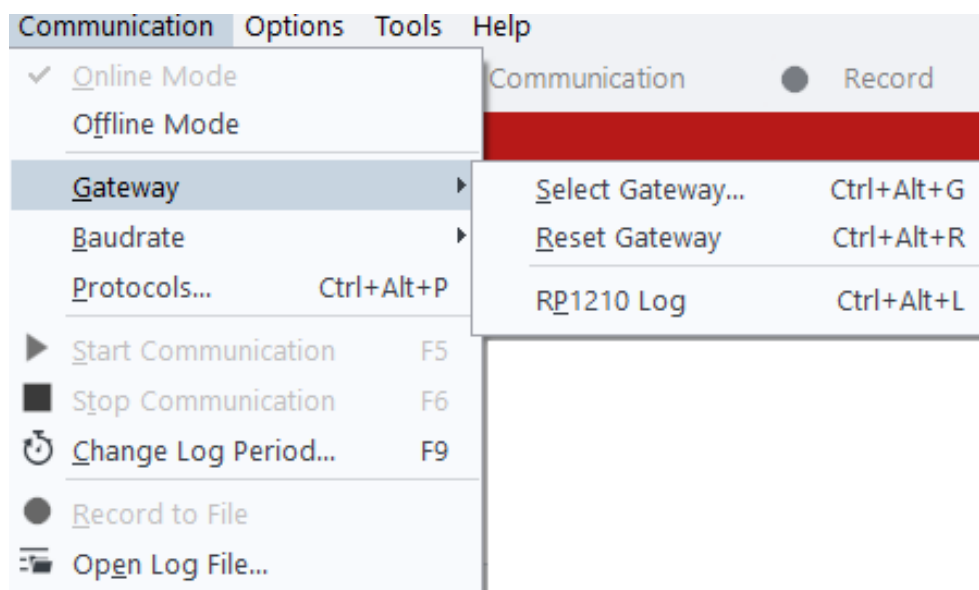 Communication Options Tools Help
Online Mode
Communication Record
Offline Mode
Gateway
Select Gateway... Ctrl+Alt+G
Baudrate
Reset Gateway Ctrl+Alt+R
Protocols... Ctrl+Alt+P
RP1210 Log Ctrl+Alt+L
Start Communication F5
Stop Communication F6
Change Log Period... F9
Record to File
Open Log File...